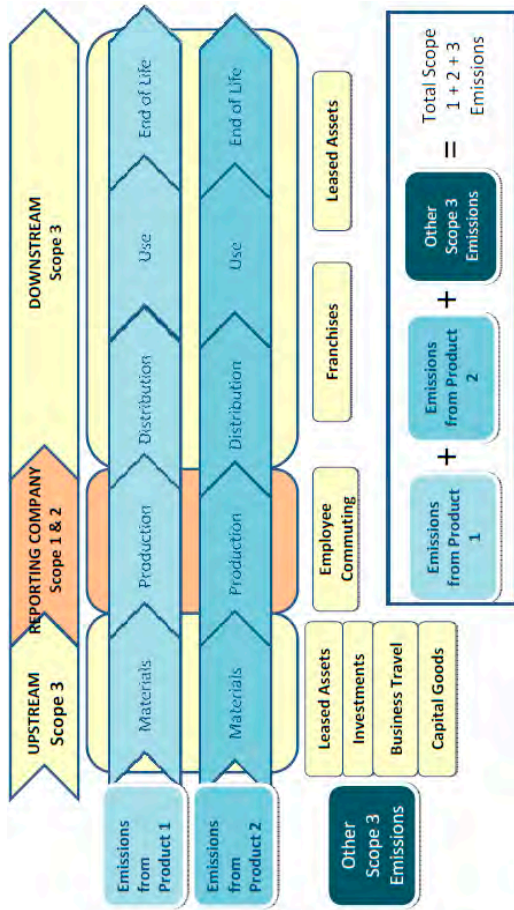 UPSTREAM
Scope 3
REPORTING COMPANY
Scope 1 & 2
DOWNSTREAM
Scope 3
Emissions
from
Product 1
Materials
Production
Distribution
Use
End of Life
Emissions
from
Product 2
Materials
Production
Distribution
Use
End of Life
Other
Scope 3
Emissions
Leased Assets
Investments
Business Travel
Capital Goods
Employee
Commuting
Franchises
Leased Assets
Emissions
from Product
1
+
Emissions
from Product
2
+
Other
Scope 3
Emissions
=
Total Scope
1 + 2 + 3
Emissions